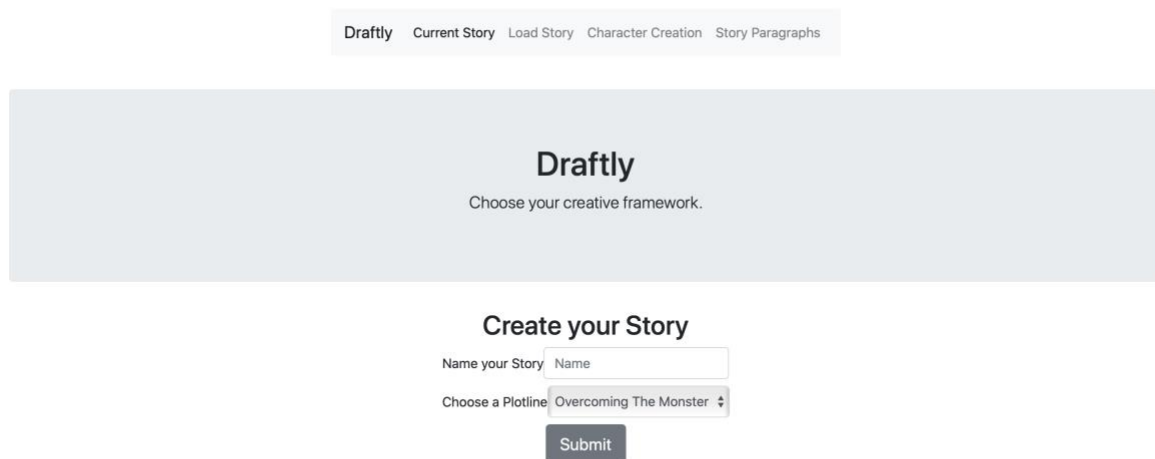 Draftly Current Story Load Story Character Creation Story Paragraphs
Draftly
Choose your creative framework.
Create your Story
Name your Story Name
Choose a Plotline Overcoming The Monster
Submit